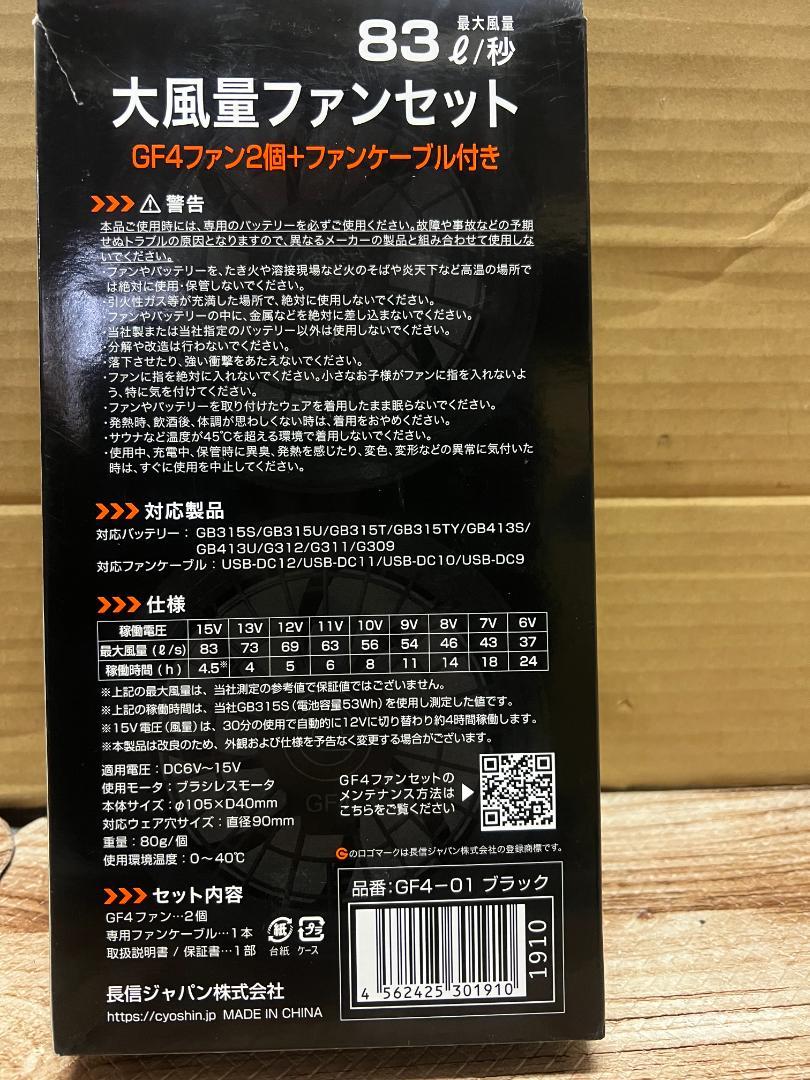 83 最大風量 ℓ/秒
大風量ファンセット
GF4ファン2個+ファンケーブル付き
⚠警告
本品ご使用時には、専用のバッテリーを必ずご使用ください。故障や事故などの予期
せぬトラブルの原因となりますので、異なるメーカーの製品と組み合わせて使用しな
いでください。
・ファンやバッテリーを、たき火や溶接現場など火のそばや炎天下など高温の場所で
は絶対に使用・保管しないでください。
・引火性ガス等が充満した場所で、絶対に使用しないでください。
・ファンやバッテリーの中に、金属などを絶対に差し込まないでください。
・当社製または当社指定のバッテリー以外は使用しないでください。
・分解や改造は行わないでください。
・落下させたり、強い衝撃をあたえないでください。
・ファンに指を絶対に入れないでください。小さなお子様がファンに指を入れないよ
う、特に気を付けてください。
・ファンやバッテリーを取り付けたウェアを着用したまま眠らないでください。
・発熱時、飲酒後、体調が思わしくない時は、着用をおやめください。
・サウナなど温度が45℃を超える環境で着用しないでください。
・使用中、充電中、保管時に異臭、発熱を感じたり、変色、変形などの異常に気付いた
時は、すぐに使用を中止してください。
対応製品
対応バッテリー：GB315S/GB315U/GB315T/GB315TY/GB413S/
GB413U/G312/G311/G309
対応ファンケーブル：USB-DC12/USB-DC11/USB-DC10/USB-DC9
仕様
稼働電圧 15V 13V 12V 11V 10V 9V 8V 7V 6V
最大風量(ℓ/s) 83 73 69 63 56 54 46 43 37
稼働時間(h) 4.5※ 4 5 6 8 11 14 18 24
※上記の最大風量は、当社測定の参考値で保証値ではございません。
※上記の稼働時間は、当社GB315S(電池容量53Wh)を使用し測定した値です。
※15V電圧(風量)は、30分の使用で自動的に12Vに切り替わり約4時間稼働します。
※本製品は改良のため、外観および仕様を予告なく変更する場合がございます。
適用電圧：DC6V〜15V
使用モータ：ブラシレスモータ
本体サイズ：φ105×D40mm
対応ウェア穴サイズ：直径90mm
重量：80g/個
使用環境温度：0〜40℃
GF4ファンセットの
メンテナンス方法は
こちらをご覧ください
Gのロゴマークは長信ジャパン株式会社の登録商標です。
セット内容
GF4ファン…2個
専用ファンケーブル…1本
取扱説明書/保証書…1部
紙 台紙
プラ ケース
品番：GF4-01 ブラック
4 562425 301910
1910
長信ジャパン株式会社
https://cyoshin.jp MADE IN CHINA